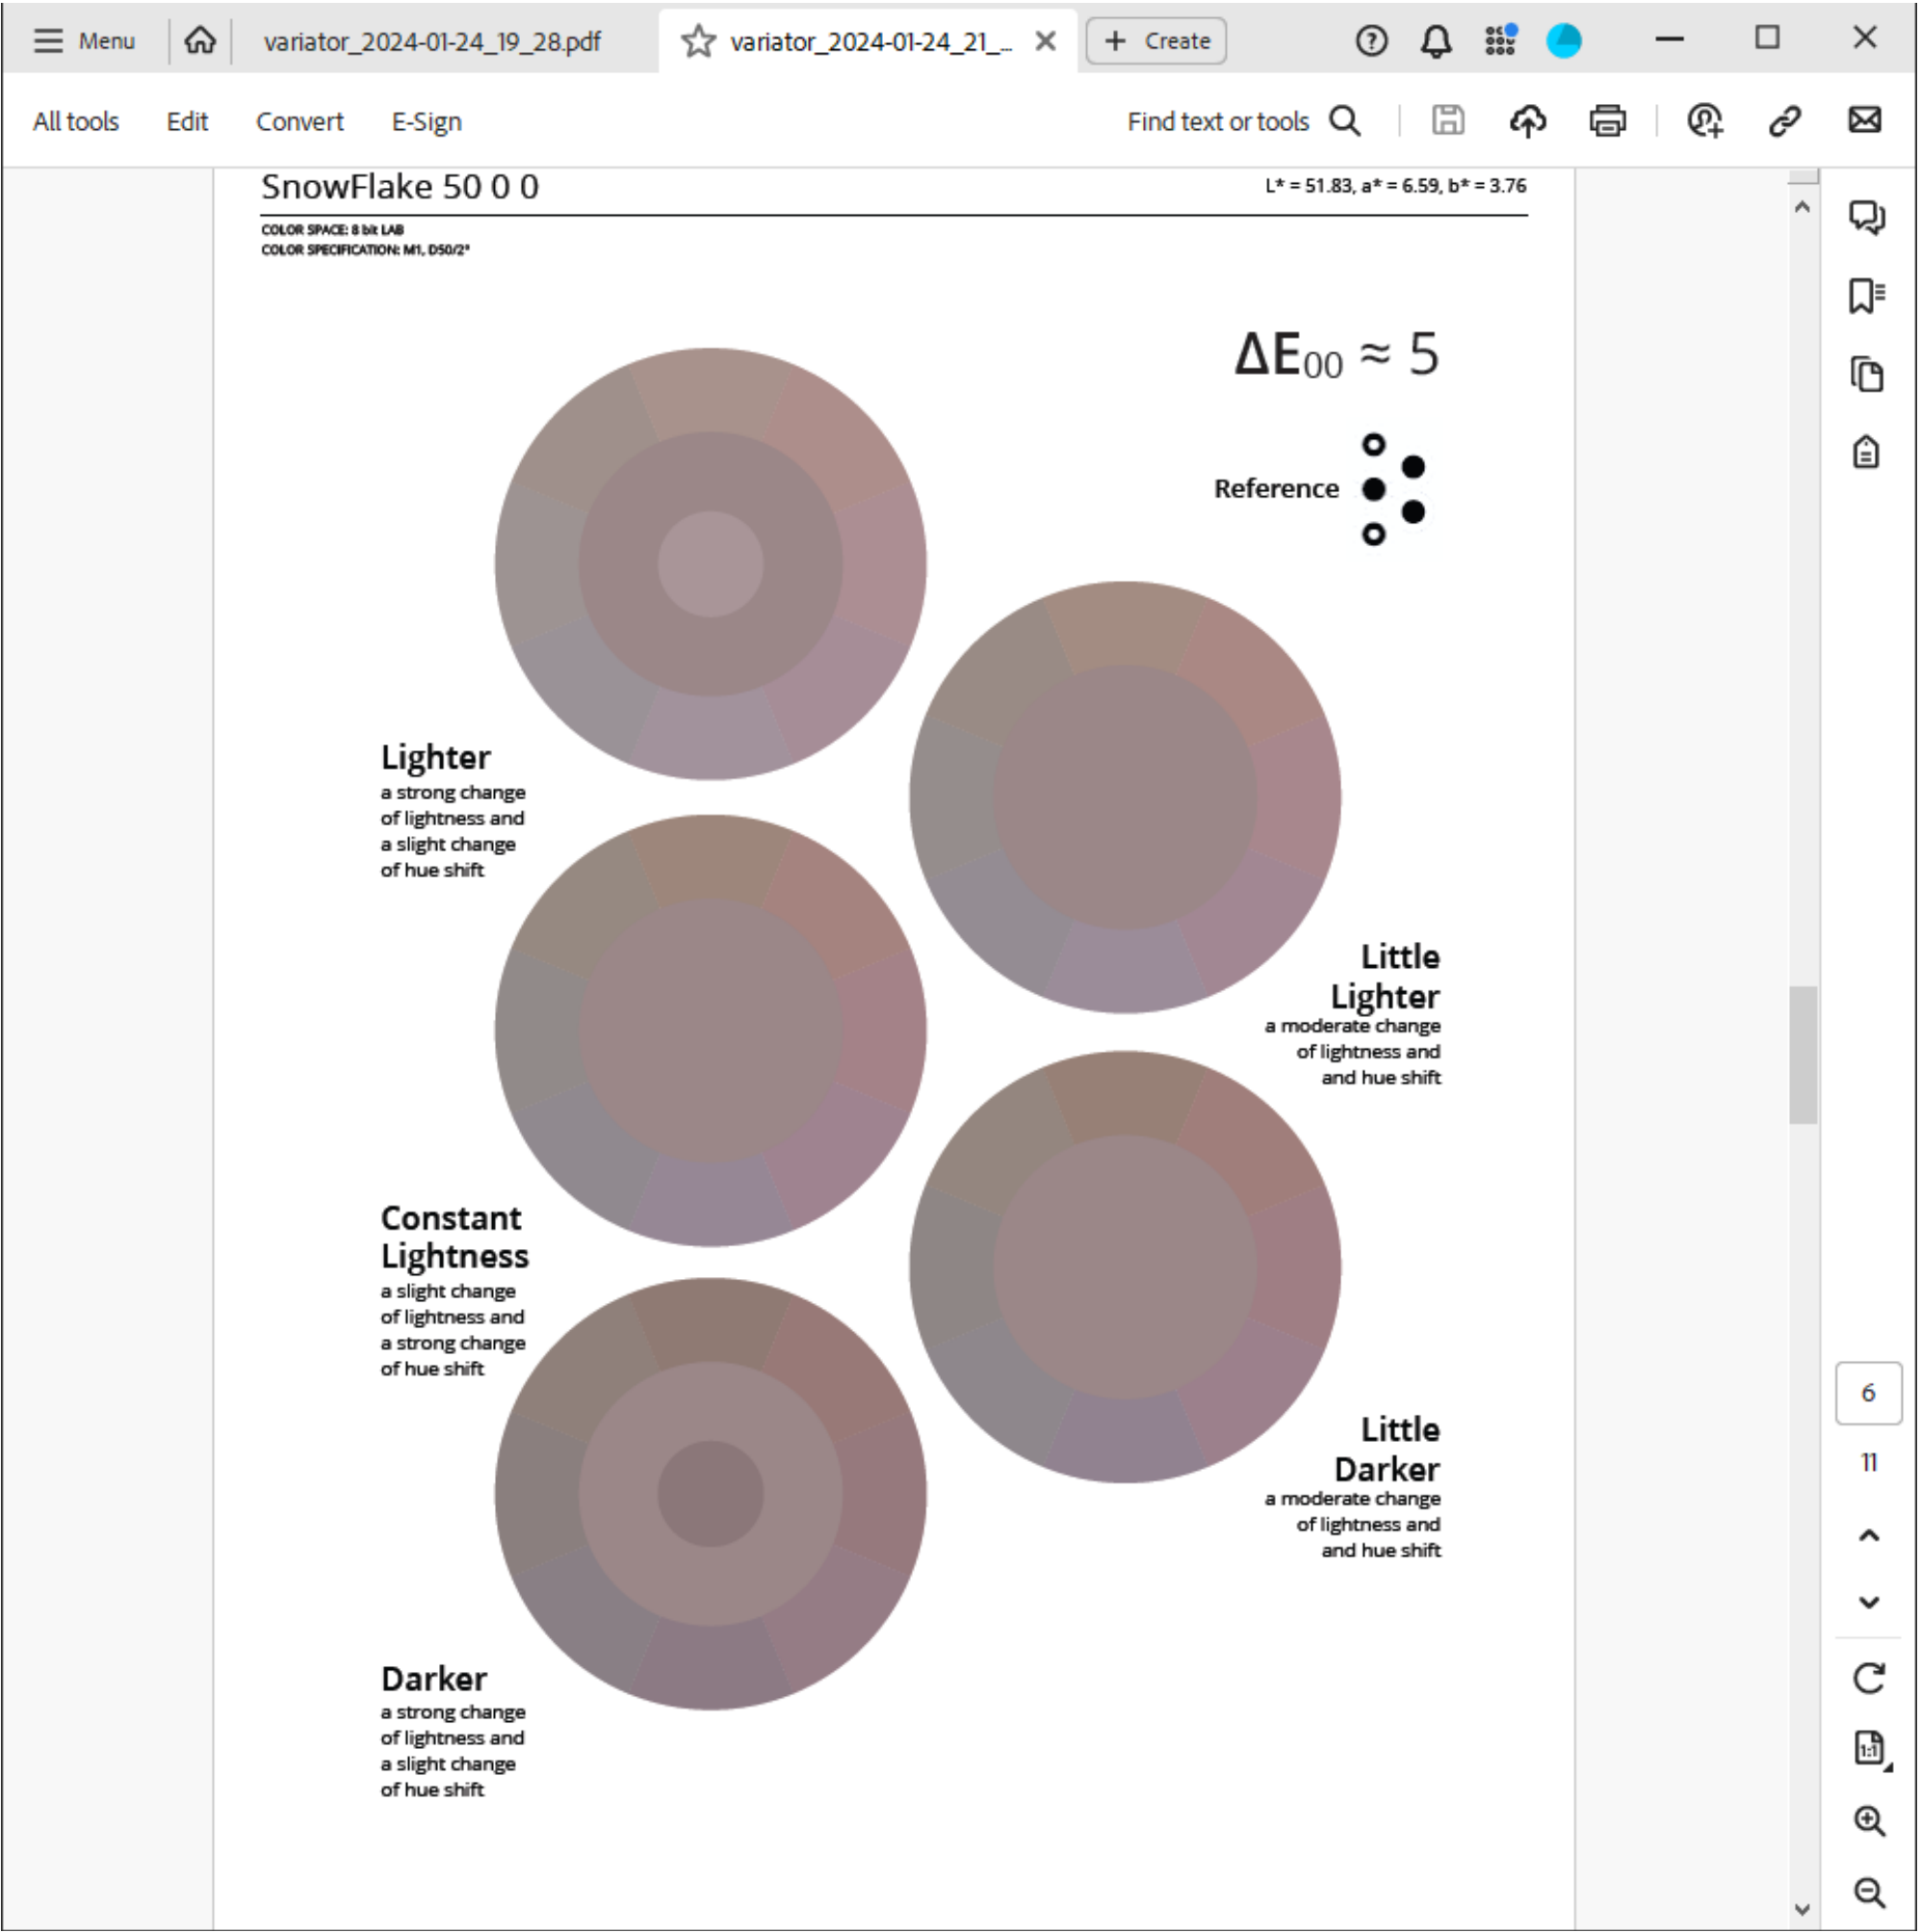 Menu
variator_2024-01-24_19_28.pdf
variator_2024-01-24_21_...
+ Create
All tools
Edit
Convert
E-Sign
Find text or tools
SnowFlake 50 0 0
L* = 51.83, a* = 6.59, b* = 3.76
COLOR SPACE: 8 bit LAB
COLOR SPECIFICATION: M1, D50/2°
ΔE00 ≈ 5
Reference
Lighter
a strong change
of lightness and
a slight change
of hue shift
Little
Lighter
a moderate change
of lightness and
and hue shift
Constant
Lightness
a slight change
of lightness and
a strong change
of hue shift
Little
Darker
a moderate change
of lightness and
and hue shift
Darker
a strong change
of lightness and
a slight change
of hue shift
6
11
1:1